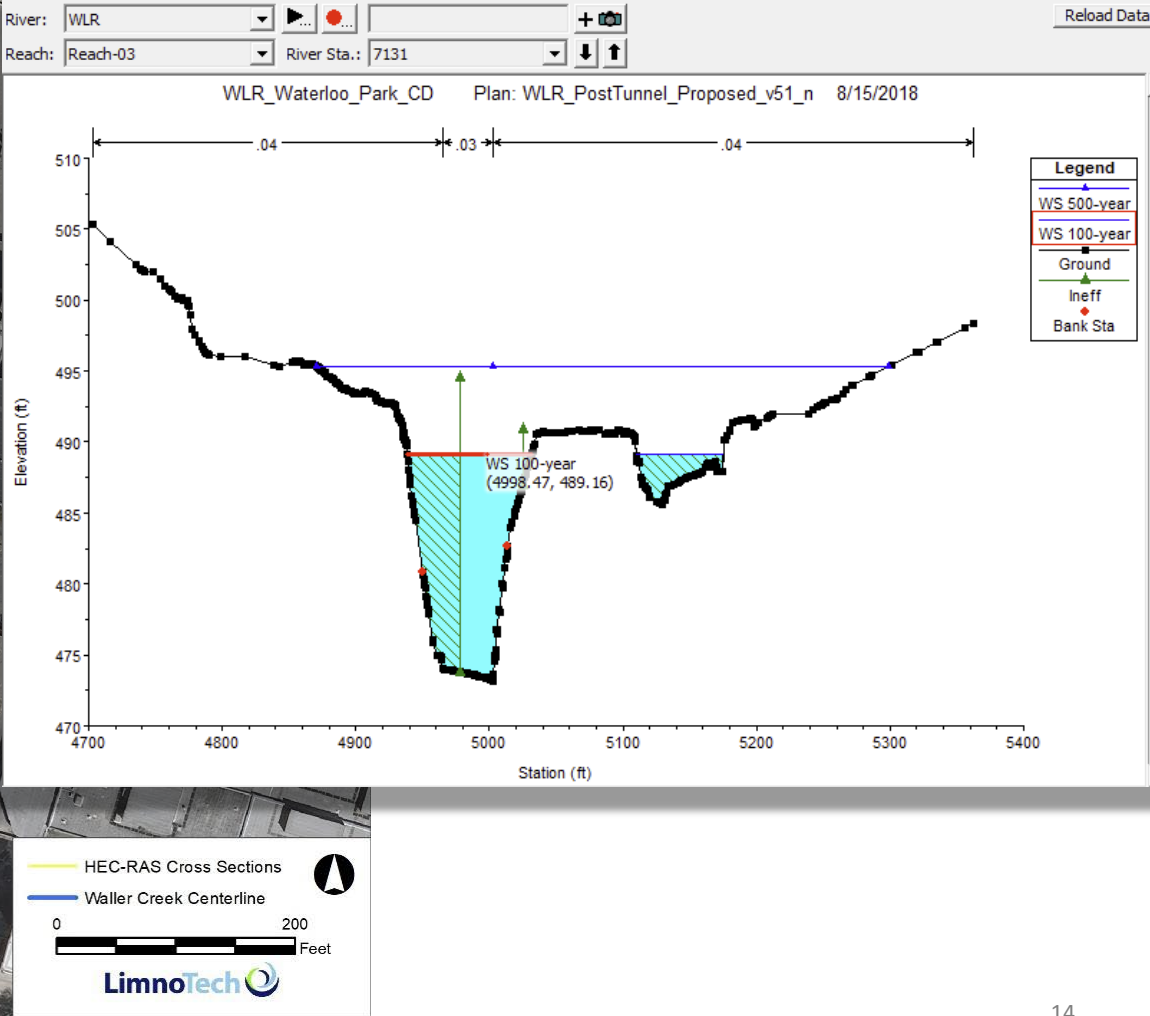 River: WLR
Reach: Reach-03 River Sta.: 7131
Reload Data
WLR_Waterloo_Park_CD Plan: WLR_PostTunnel_Proposed_v51_n 8/15/2018
.04 .03 .04
Legend
WS 500-year
WS 100-year
Ground
Ineff
Bank Sta
510
505
500
495
490
485
480
475
470
Elevation (ft)
WS 100-year
(4998.47, 489.16)
4700 4800 4900 5000 5100 5200 5300 5400
Station (ft)
HEC-RAS Cross Sections
Waller Creek Centerline
0 200
Feet
LimnoTech
14